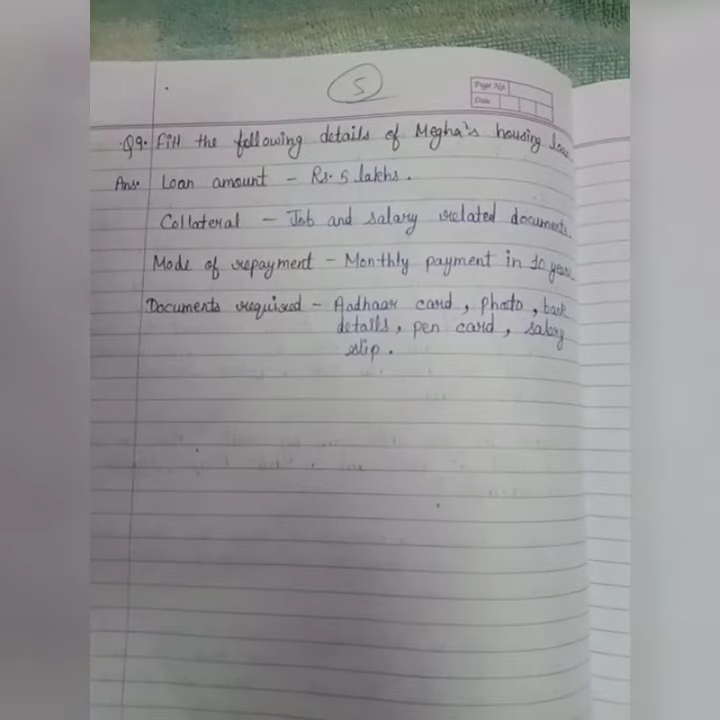 5
Page No.
Date
Q9. Fill the following details of Megha's housing loan
Ans. Loan amount - Rs. 5 lakhs.
Collateral - Job and salary related documents.
Mode of repayment - Monthly payment in 10 years.
Documents required - Aadhaar card, photo, bank
details, pen card, salary
slip.